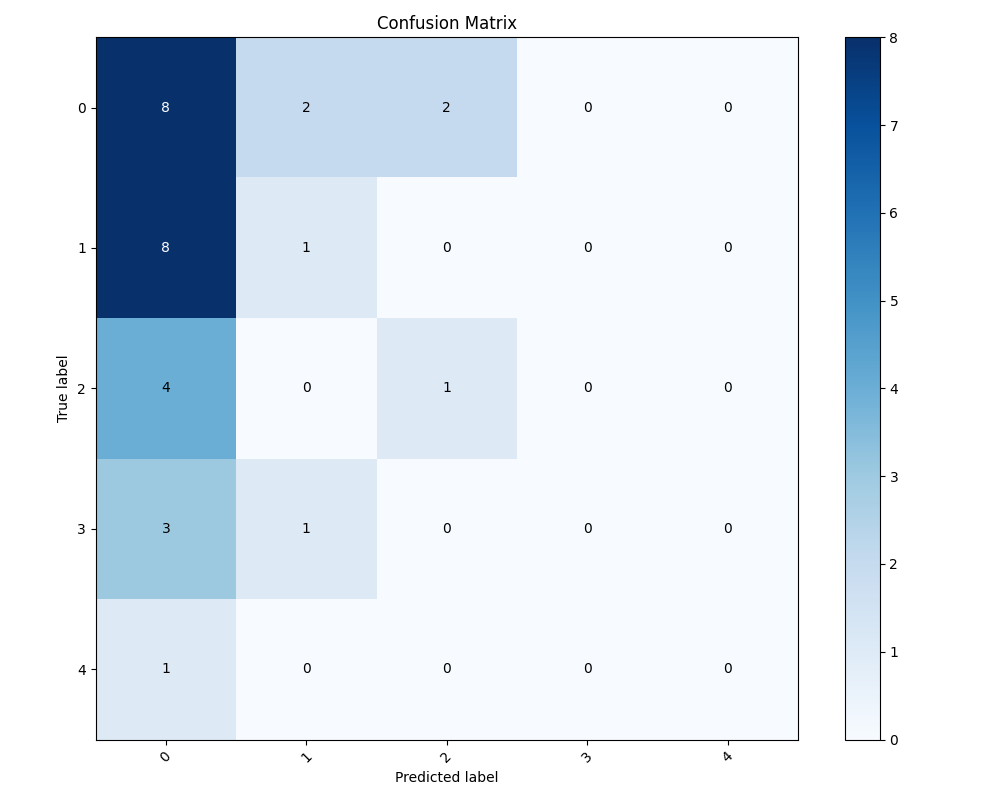 Confusion Matrix
0 8 2 2 0 0
1 8 1 0 0 0
2 4 0 1 0 0
3 3 1 0 0 0
4 1 0 0 0 0
0 1 2 3 4
True label
Predicted label
8
7
6
5
4
3
2
1
0